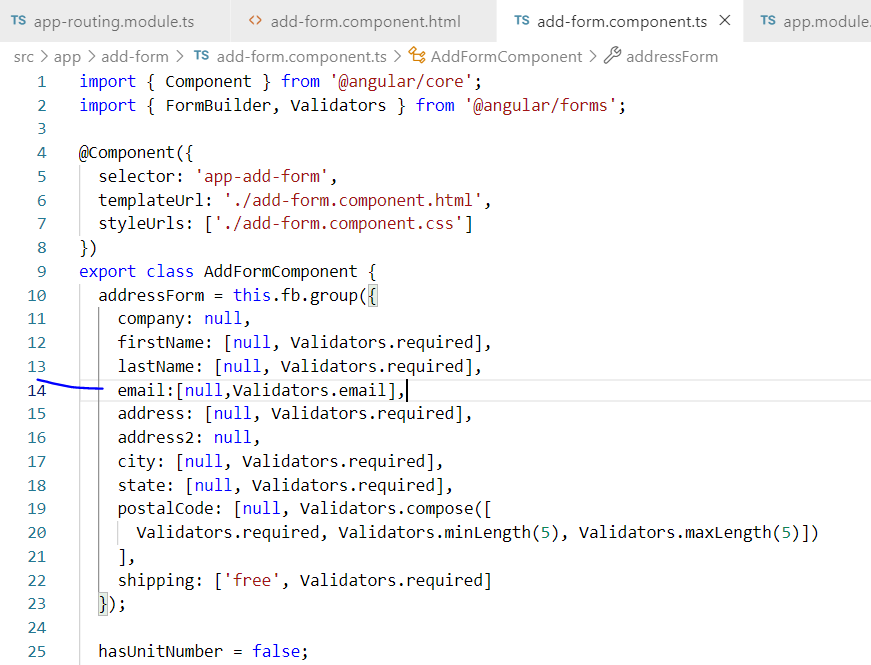 TS app-routing.module.ts <> add-form.component.html TS add-form.component.ts × TS app.module.
src > app > add-form > TS add-form.component.ts > AddFormComponent > addressForm
1 import { Component } from '@angular/core';
2 import { FormBuilder, Validators } from '@angular/forms';
3
4 @Component({
5 selector: 'app-add-form',
6 templateUrl: './add-form.component.html',
7 styleUrls: ['./add-form.component.css']
8 })
9 export class AddFormComponent {
10 addressForm = this.fb.group({
11 company: null,
12 firstName: [null, Validators.required],
13 lastName: [null, Validators.required],
14 email:[null,Validators.email],
15 address: [null, Validators.required],
16 address2: null,
17 city: [null, Validators.required],
18 state: [null, Validators.required],
19 postalCode: [null, Validators.compose([
20 Validators.required, Validators.minLength(5), Validators.maxLength(5)])
21 ],
22 shipping: ['free', Validators.required]
23 });
24
25 hasUnitNumber = false;